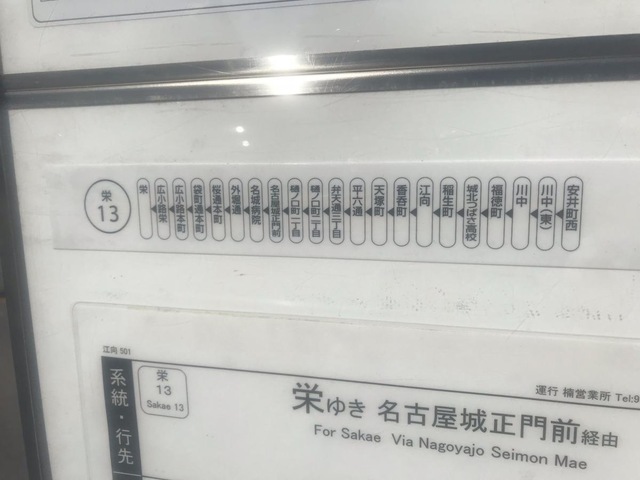 栄
13
栄
広小路栄
広小路本町
袋町通本町
桜通本町
外堀通
名城病院
名古屋城正門前
樋ノ口町一丁目
樋ノ口町二丁目
弁天通三丁目
平六通
天塚町
香呑町
江向
稲生町
城北つばさ高校
福徳町
川中
川中(東)
安井町西
江向 501
系統・行先
栄
13
Sakae 13
運行 楠営業所 Tel:9
栄ゆき 名古屋城正門前経由
For Sakae Via Nagoyajo Seimon Mae